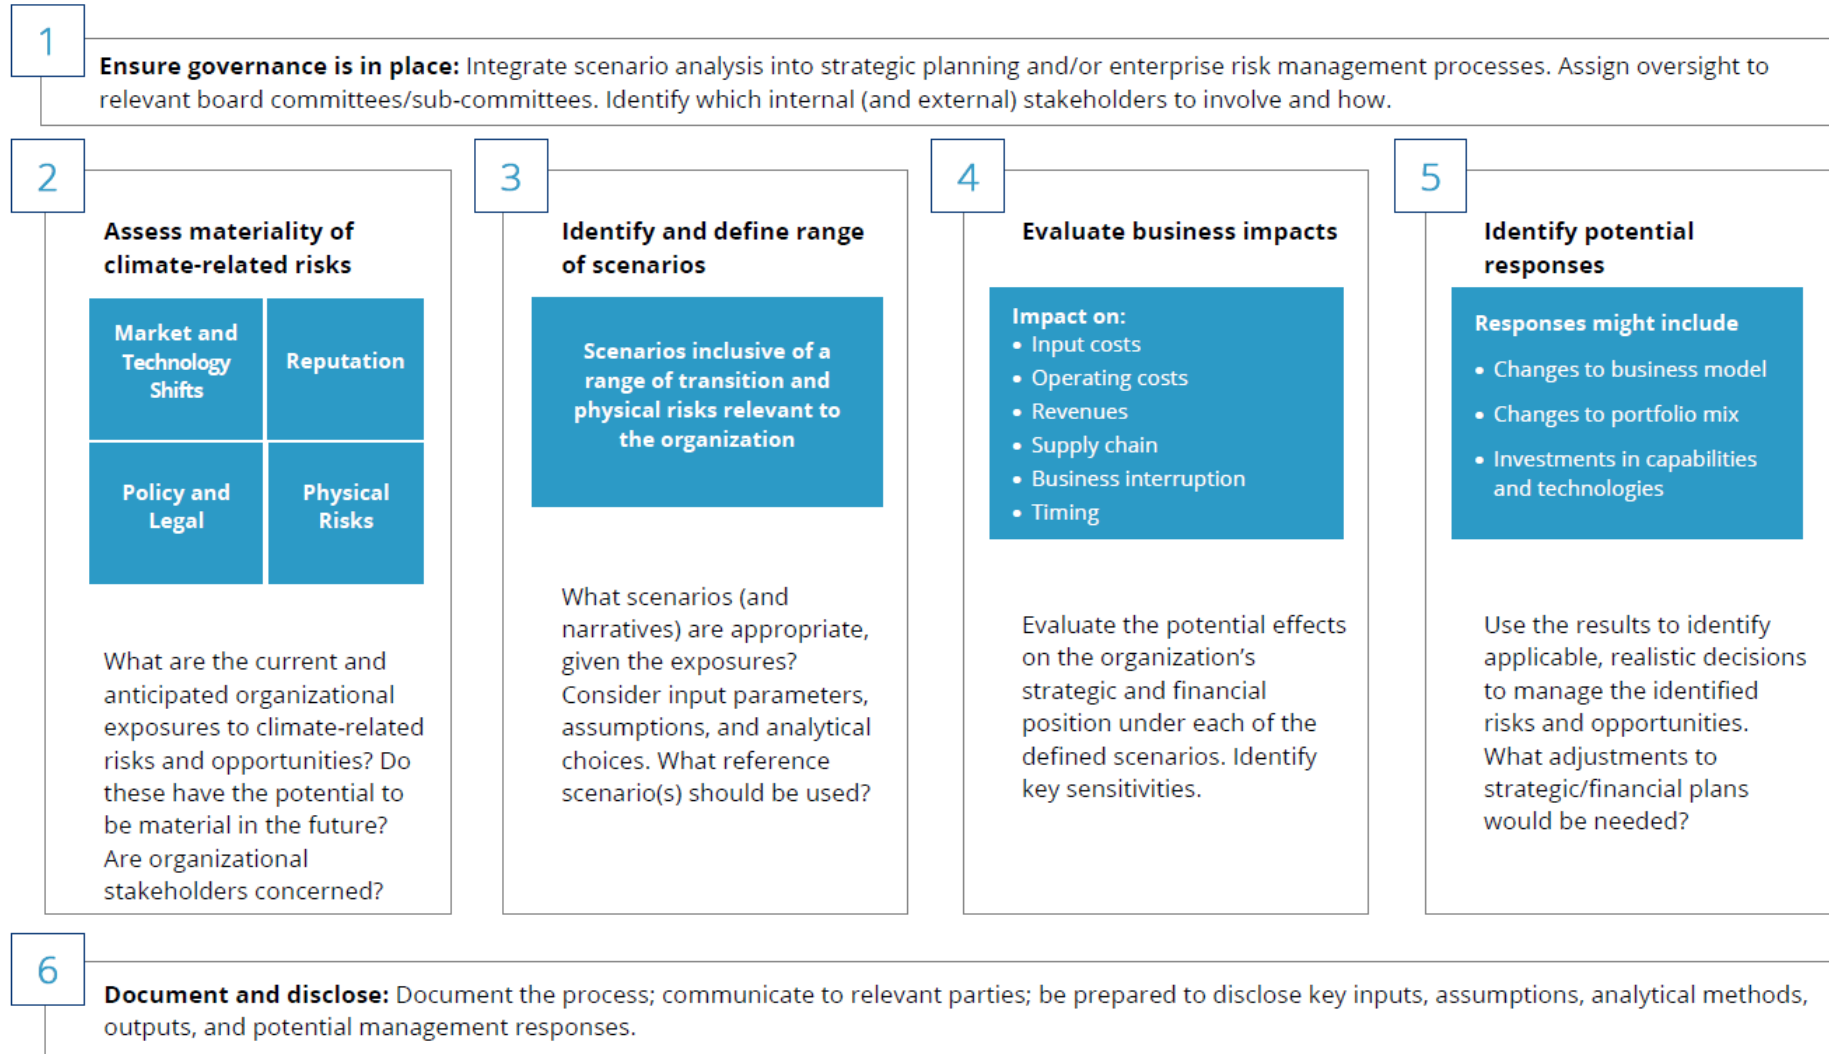 1
Ensure governance is in place: Integrate scenario analysis into strategic planning and/or enterprise risk management processes. Assign oversight to
relevant board committees/sub-committees. Identify which internal (and external) stakeholders to involve and how.
2
Assess materiality of
climate-related risks
Market and
Technology
Shifts
Reputation
Policy and
Legal
Physical
Risks
What are the current and
anticipated organizational
exposures to climate-related
risks and opportunities? Do
these have the potential to
be material in the future?
Are organizational
stakeholders concerned?
3
Identify and define range
of scenarios
Scenarios inclusive of a
range of transition and
physical risks relevant to
the organization
What scenarios (and
narratives) are appropriate,
given the exposures?
Consider input parameters,
assumptions, and analytical
choices. What reference
scenario(s) should be used?
4
Evaluate business impacts
Impact on:
• Input costs
• Operating costs
• Revenues
• Supply chain
• Business interruption
• Timing
Evaluate the potential effects
on the organization’s
strategic and financial
position under each of the
defined scenarios. Identify
key sensitivities.
5
Identify potential
responses
Responses might include
• Changes to business model
• Changes to portfolio mix
• Investments in capabilities
and technologies
Use the results to identify
applicable, realistic decisions
to manage the identified
risks and opportunities.
What adjustments to
strategic/financial plans
would be needed?
6
Document and disclose: Document the process; communicate to relevant parties; be prepared to disclose key inputs, assumptions, analytical methods,
outputs, and potential management responses.